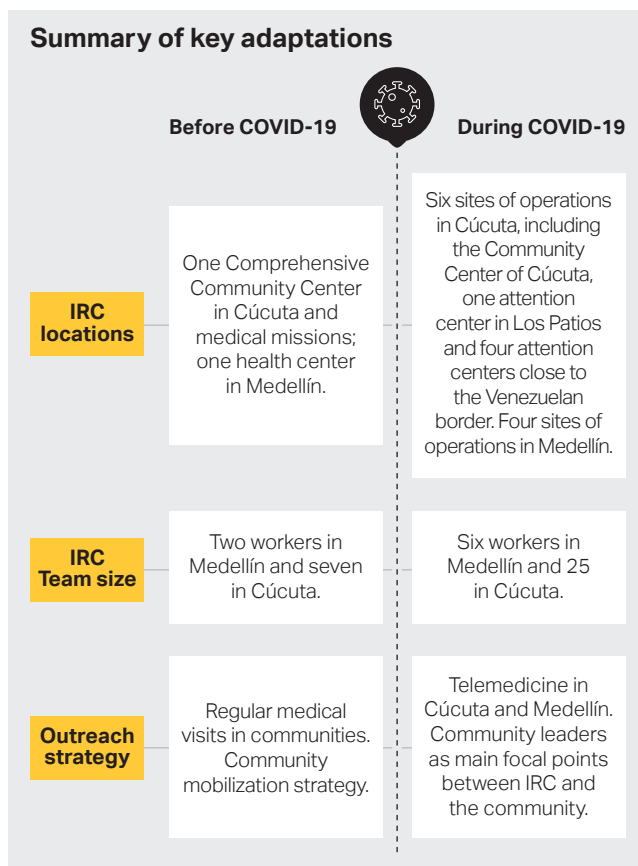 Summary of key adaptations
Before COVID-19
During COVID-19
IRC
locations
One Comprehensive
Community Center
in Cúcuta and
medical missions;
one health center
in Medellín.
Six sites of operations
in Cúcuta, including
the Community
Center of Cúcuta,
one attention
center in Los Patios
and four attention
centers close to
the Venezuelan
border. Four sites of
operations in Medellín.
IRC
Team size
Two workers in
Medellín and seven
in Cúcuta.
Six workers in
Medellín and 25
in Cúcuta.
Outreach
strategy
Regular medical
visits in communities.
Community
mobilization strategy.
Telemedicine in
Cúcuta and Medellín.
Community leaders
as main focal points
between IRC and
the community.